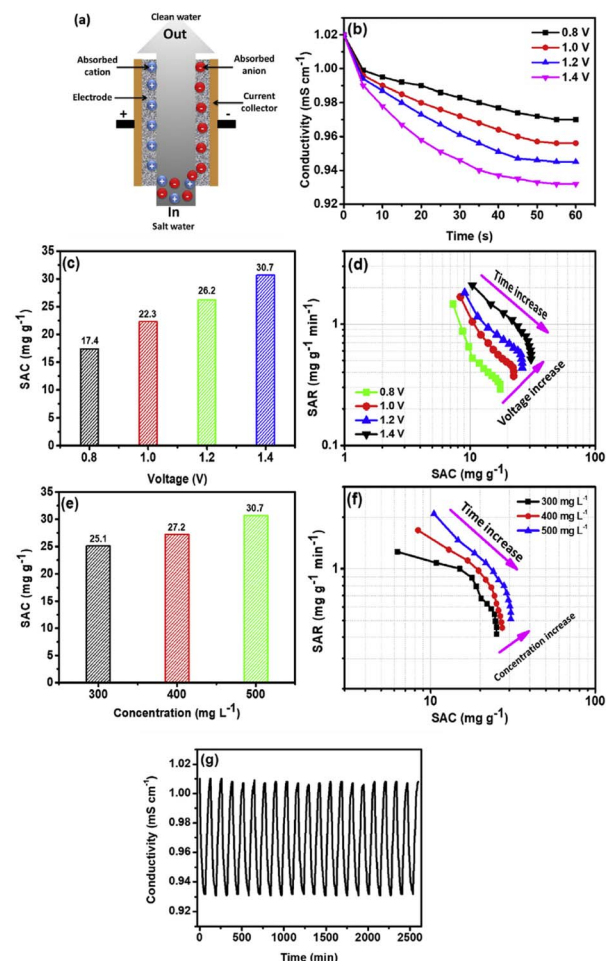 (a)
Clean water
Out
Absorbed cation
Absorbed anion
Electrode
Current collector
+
-
In
Salt water
(b)
0.8 V
1.0 V
1.2 V
1.4 V
Conductivity (mS cm⁻¹)
1.02
1.00
0.98
0.96
0.94
0.92
0 10 20 30 40 50 60
Time (s)
(c)
SAC (mg g⁻¹)
35
30
25
20
15
10
5
0
17.4
22.3
26.2
30.7
0.8 1.0 1.2 1.4
Voltage (V)
(d)
Time increase
Voltage increase
0.8 V
1.0 V
1.2 V
1.4 V
SAR (mg g⁻¹ min⁻¹)
1
0.1
1 10 100
SAC (mg g⁻¹)
(e)
SAC (mg g⁻¹)
35
30
25
20
15
10
5
0
25.1
27.2
30.7
300 400 500
Concentration (mg L⁻¹)
(f)
300 mg L⁻¹
400 mg L⁻¹
500 mg L⁻¹
Time increase
Concentration increase
SAR (mg g⁻¹ min⁻¹)
1
10 100
SAC (mg g⁻¹)
(g)
Conductivity (mS cm⁻¹)
1.02
1.00
0.98
0.96
0.94
0.92
0 500 1000 1500 2000 2500
Time (min)